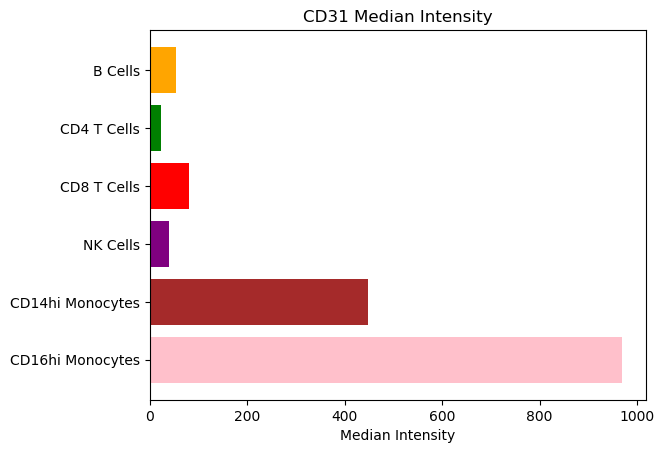 CD31 Median Intensity
B Cells
CD4 T Cells
CD8 T Cells
NK Cells
CD14hi Monocytes
CD16hi Monocytes
0 200 400 600 800 1000
Median Intensity